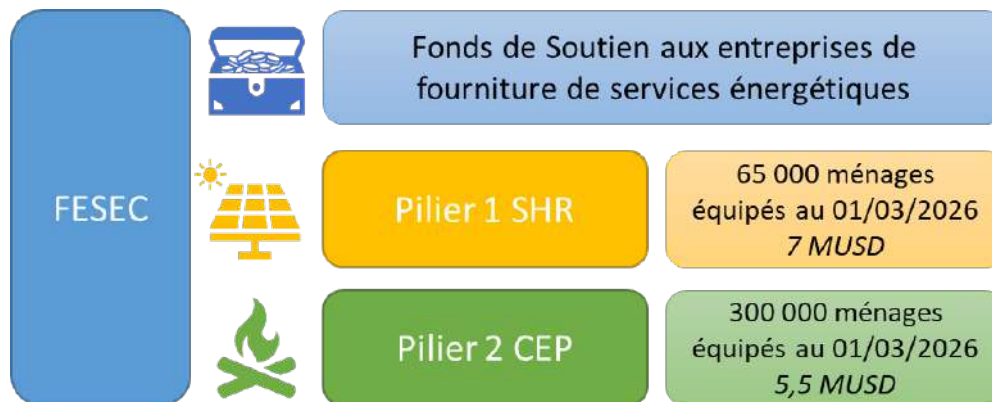 FESEC
Fonds de Soutien aux entreprises de
fourniture de services énergétiques
Pilier 1 SHR
65 000 ménages
équipés au 01/03/2026
7 MUSD
Pilier 2 CEP
300 000 ménages
équipés au 01/03/2026
5,5 MUSD